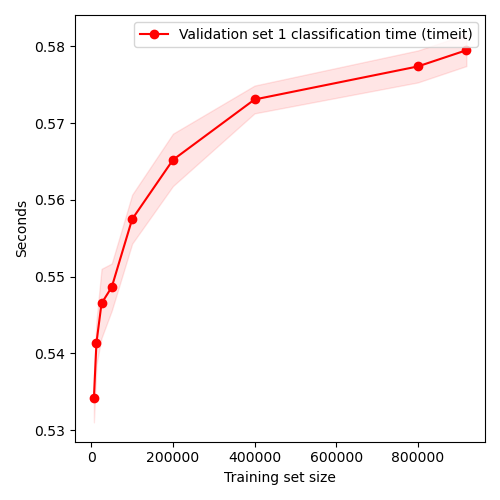 Validation set 1 classification time (timeit)
0.58
0.57
0.56
0.55
0.54
0.53
Seconds
0 200000 400000 600000 800000
Training set size